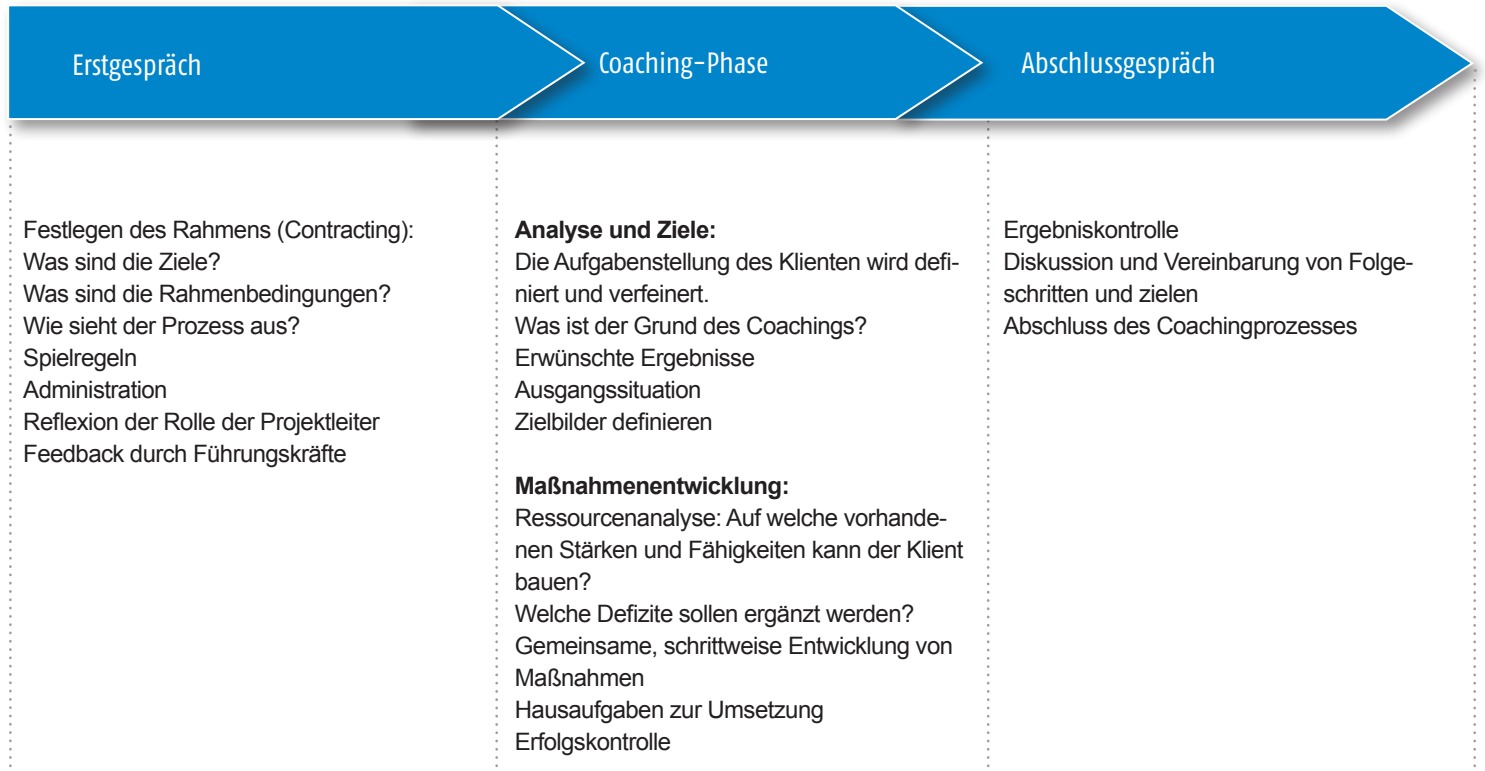 Erstgespräch
Coaching-Phase
Abschlussgespräch
Festlegen des Rahmens (Contracting):
Was sind die Ziele?
Was sind die Rahmenbedingungen?
Wie sieht der Prozess aus?
Spielregeln
Administration
Reflexion der Rolle der Projektleiter
Feedback durch Führungskräfte
Analyse und Ziele:
Die Aufgabenstellung des Klienten wird defi-
niert und verfeinert.
Was ist der Grund des Coachings?
Erwünschte Ergebnisse
Ausgangssituation
Zielbilder definieren
Maßnahmenentwicklung:
Ressourcenanalyse: Auf welche vorhande-
nen Stärken und Fähigkeiten kann der Klient
bauen?
Welche Defizite sollen ergänzt werden?
Gemeinsame, schrittweise Entwicklung von
Maßnahmen
Hausaufgaben zur Umsetzung
Erfolgskontrolle
Ergebniskontrolle
Diskussion und Vereinbarung von Folge-
schritten und zielen
Abschluss des Coachingprozesses